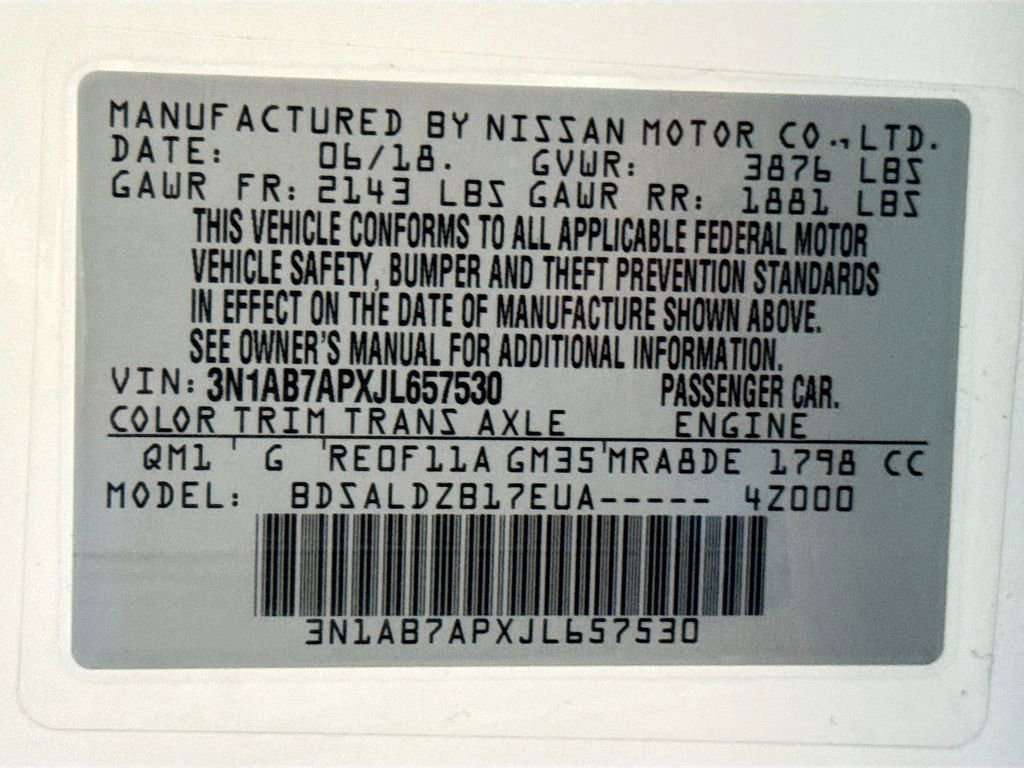 MANUFACTURED BY NISSAN MOTOR CO.,LTD.
DATE: 06/18. GVWR: 3876 LBS
GAWR FR: 2143 LBS GAWR RR: 1881 LBS
THIS VEHICLE CONFORMS TO ALL APPLICABLE FEDERAL MOTOR
VEHICLE SAFETY, BUMPER AND THEFT PREVENTION STANDARDS
IN EFFECT ON THE DATE OF MANUFACTURE SHOWN ABOVE.
SEE OWNER'S MANUAL FOR ADDITIONAL INFORMATION.
VIN: 3N1AB7APXJL657530 PASSENGER CAR.
COLOR TRIM TRANS AXLE ENGINE
QM1 G RE0F11A GM35 MRA8DE 1798 CC
MODEL: BDSALDZB17EUA----- 4Z000
3N1AB7APXJL657530